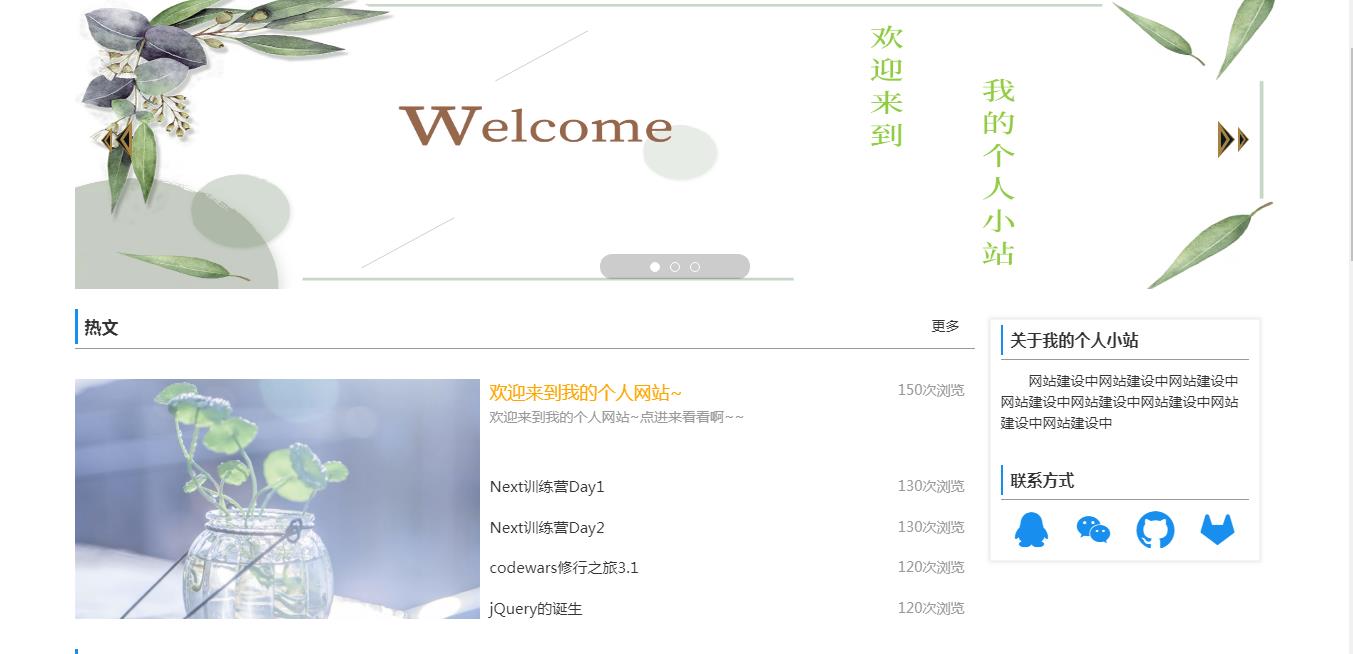 Welcome
欢迎来到
我的个人小站
热文
更多
欢迎来到我的个人网站~
150次浏览
欢迎来到我的个人网站~点进来看看啊~~
Next训练营Day1
130次浏览
Next训练营Day2
130次浏览
codewars修行之旅3.1
120次浏览
jQuery的诞生
120次浏览
关于我的个人小站
网站建设中网站建设中网站建设中
网站建设中网站建设中网站建设中网站
建设中网站建设中
联系方式